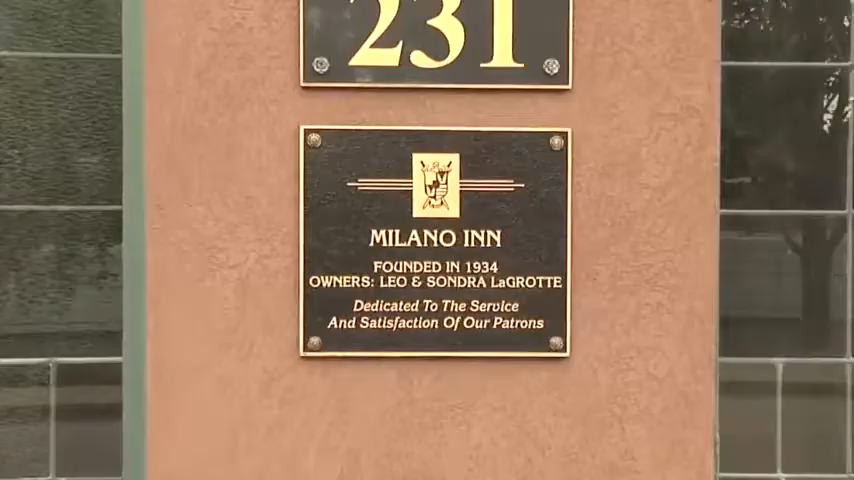 231
MILANO INN
FOUNDED IN 1934
OWNERS: LEO & SONDRA LaGROTTE
Dedicated To The Service
And Satisfaction Of Our Patrons